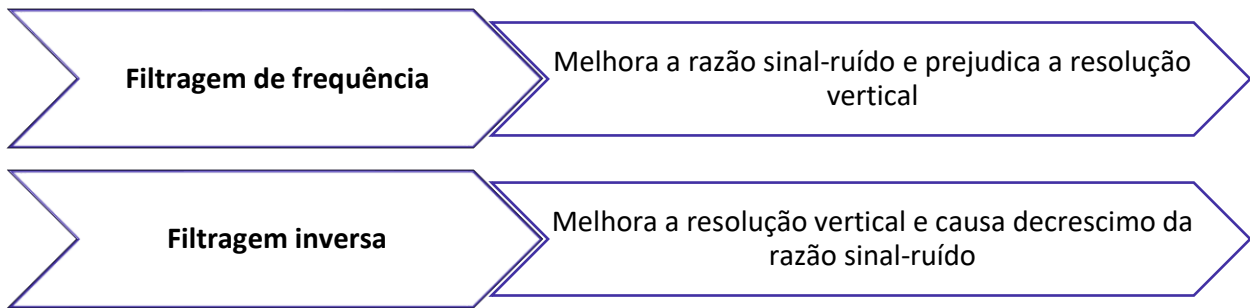 Filtragem de frequência
Melhora a razão sinal-ruído e prejudica a resolução
vertical
Filtragem inversa
Melhora a resolução vertical e causa decrescimo da
razão sinal-ruído